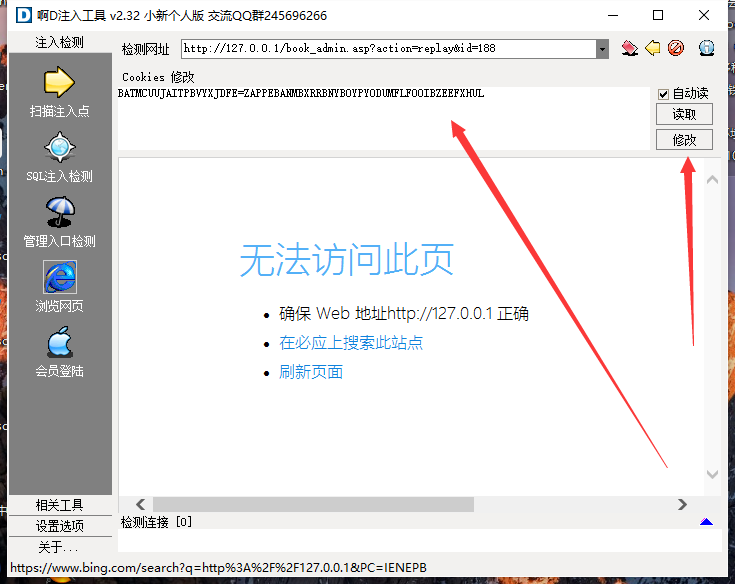 啊D注入工具 v2.32 小新个人版 交流QQ群245696266
注入检测
检测网址 http://127.0.0.1/book_admin.asp?action=replay&id=188
Cookies 修改
BATMCUUJAITPBVYXJDFE=ZAPPEBANMBXRRBNYBOYPYODUMFLFOOIBZEEFXHUL
自动读
读取
修改
扫描注入点
SQL注入检测
管理入口检测
浏览网页
会员登陆
无法访问此页
确保 Web 地址http://127.0.0.1 正确
在必应上搜索此站点
刷新页面
相关工具
设置选项
关于...
检测连接 [0]
https://www.bing.com/search?q=http%3A%2F%2F127.0.0.1&PC=IENEPB